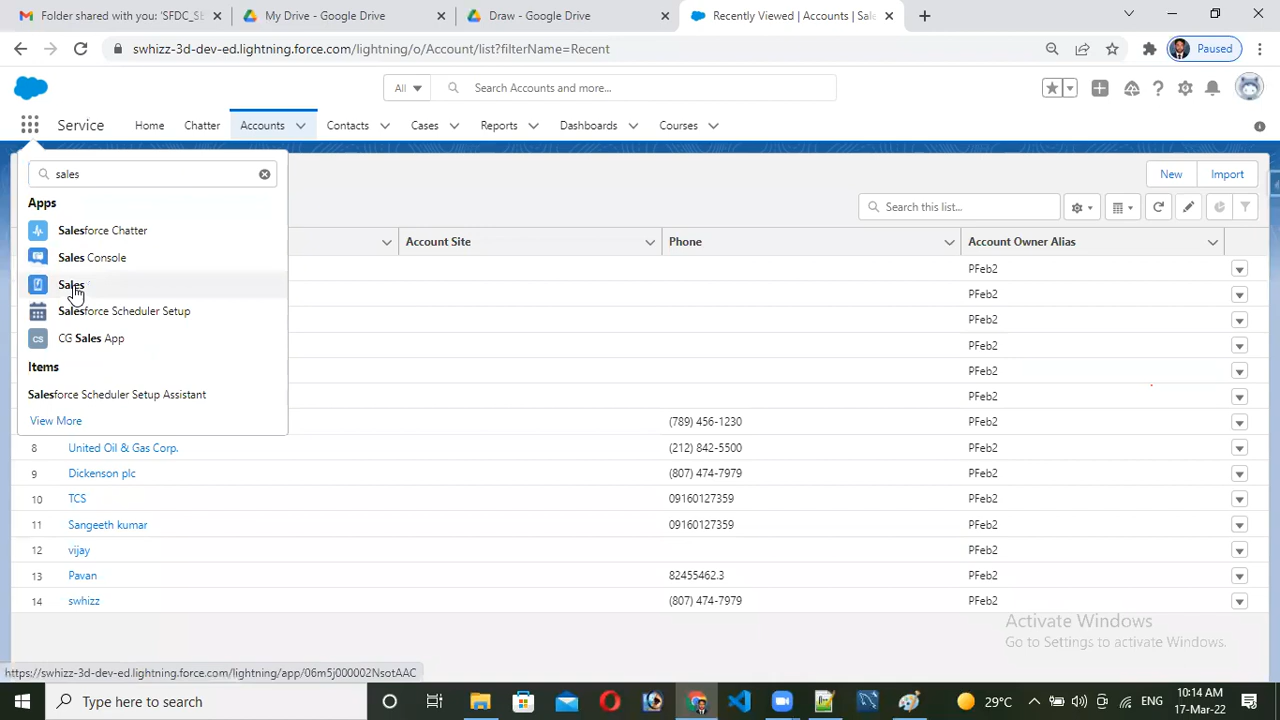 Folder shared with you: 'SFDC_SE
My Drive - Google Drive
Draw - Google Drive
Recently Viewed | Accounts | Sale
swhizz-3d-dev-ed.lightning.force.com/lightning/o/Account/list?filterName=Recent
Paused
All
Search Accounts and more...
Service
Home
Chatter
Accounts
Contacts
Cases
Reports
Dashboards
Courses
sales
New
Import
Apps
Search this list...
Salesforce Chatter
Account Site
Phone
Account Owner Alias
Sales Console
PFeb2
Sales
PFeb2
Salesforce Scheduler Setup
PFeb2
CS
CG Sales App
PFeb2
Items
PFeb2
Salesforce Scheduler Setup Assistant
PFeb2
View More
(789) 456-1230
PFeb2
8
United Oil & Gas Corp.
(212) 842-5500
PFeb2
9
Dickenson plc
(807) 474-7979
PFeb2
10
TCS
09160127359
PFeb2
11
Sangeeth kumar
09160127359
PFeb2
12
vijay
PFeb2
13
Pavan
82455462.3
PFeb2
14
swhizz
(807) 474-7979
PFeb2
Activate Windows
Go to Settings to activate Windows.
https://swhizz-3d-dev-ed.lightning.force.com/lightning/app/06m5j000002NsotAAC
Type here to search
29°C
ENG
10:14 AM
17-Mar-22